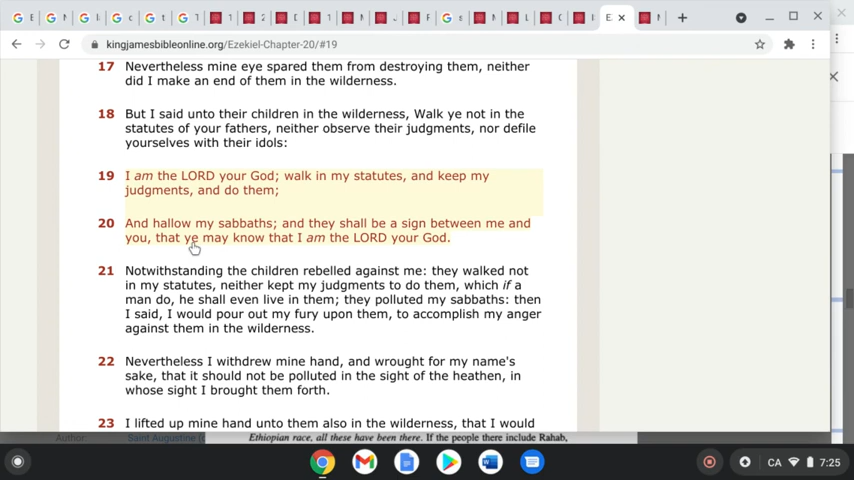 kingjamesbibleonline.org/Ezekiel-Chapter-20/#19
17 Nevertheless mine eye spared them from destroying them, neither
did I make an end of them in the wilderness.
18 But I said unto their children in the wilderness, Walk ye not in the
statutes of your fathers, neither observe their judgments, nor defile
yourselves with their idols:
19 I am the LORD your God; walk in my statutes, and keep my
judgments, and do them;
20 And hallow my sabbaths; and they shall be a sign between me and
you, that ye may know that I am the LORD your God.
21 Notwithstanding the children rebelled against me: they walked not
in my statutes, neither kept my judgments to do them, which if a
man do, he shall even live in them; they polluted my sabbaths: then
I said, I would pour out my fury upon them, to accomplish my anger
against them in the wilderness.
22 Nevertheless I withdrew mine hand, and wrought for my name's
sake, that it should not be polluted in the sight of the heathen, in
whose sight I brought them forth.
23 I lifted up mine hand unto them also in the wilderness, that I would
Author: Saint Augustine (
Ethiopian race, all these have been there. If the people there include Rahab,
CA 7:25